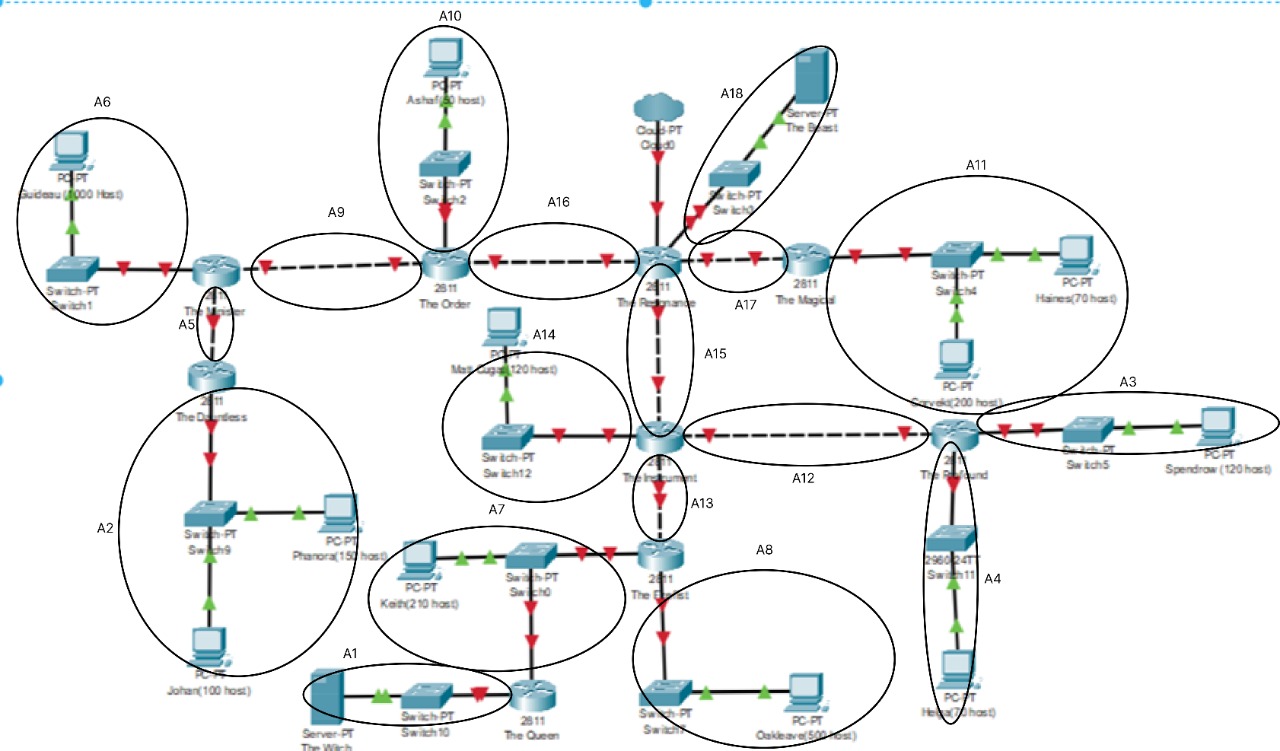 A10
PC-PT
Ashaf(50 host)
A6
A18
Server-PT
The Beast
Cloud-PT
Cloud0
PC-PT
Guideau(1000 Host)
A11
Switch-PT
Switch2
Switch-PT
Switch3
A9
A16
Switch-PT
Switch4
PC-PT
Haines(70 host)
Switch-PT
Switch1
2811
The Minister
2811
The Order
2811
The Resonance
A17
2811
The Magical
A5
A14
PC-PT
Matt Cugat(120 host)
A15
PC-PT
Corveki(200 host)
A3
2811
The Dauntless
Switch-PT
Switch12
2811
The Instrument
A12
2811
The Profound
Switch-PT
Switch5
PC-PT
Spendrow (120 host)
A13
A7
A2
Switch-PT
Switch9
PC-PT
Phanora(150 host)
A8
2960-24TT
Switch11
A4
PC-PT
Keith(210 host)
Switch-PT
Switch0
2811
A1
PC-PT
Johan(100 host)
PC-PT
Helga(70 host)
Server-PT
The Witch
Switch-PT
Switch10
2811
The Queen
Switch-PT
PC-PT
Oakleave(500 host)